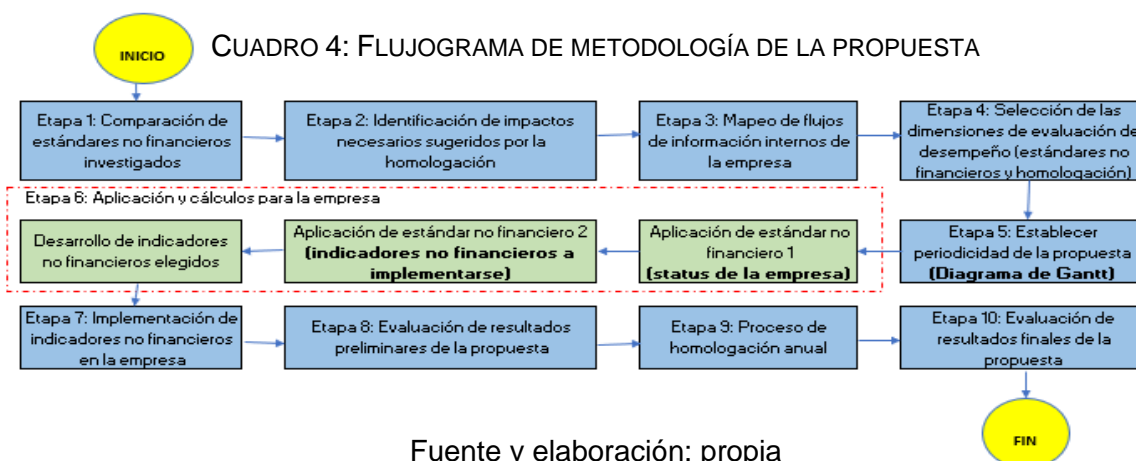 INICIO
CUADRO 4: FLUJOGRAMA DE METODOLOGÍA DE LA PROPUESTA
Etapa 1: Comparación de
estándares no financieros
investigados
Etapa 2: Identificación de impactos
necesarios sugeridos por la
homologación
Etapa 3: Mapeo de flujos
de información internos de
la empresa
Etapa 4: Selección de las
dimensiones de evaluación de
desempeño (estándares no
financieros y homologación)
Etapa 6: Aplicación y cálculos para la empresa
Desarrollo de indicadores
no financieros elegidos
Aplicación de estándar no financiero 2
(indicadores no financieros a
implementarse)
Aplicación de estándar no
financiero 1
(status de la empresa)
Etapa 5: Establecer
periodicidad de la propuesta
(Diagrama de Gantt)
Etapa 7: Implementación de
indicadores no financieros
en la empresa
Etapa 8: Evaluación de resultados
preliminares de la propuesta
Etapa 9: Proceso de
homologación anual
Etapa 10: Evaluación de
resultados finales de la
propuesta
FIN
Fuente y elaboración: propia